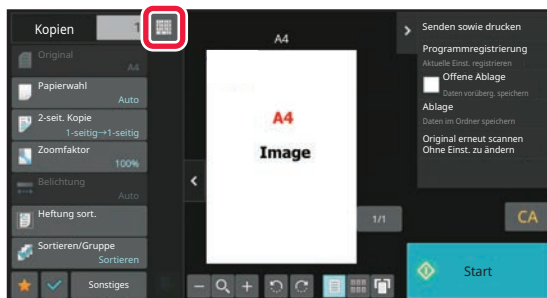 Kopien
1
Original
A4
Papierwahl
Auto
2-seit. Kopie
1-seitig→1-seitig
Zoomfaktor
100%
Belichtung
Auto
Heftung sort.
Sortieren/Gruppe
Sortieren
Sonstiges
A4
A4
Image
1/1
Senden sowie drucken
Programmregistrierung
Aktuelle Einst. registrieren
Offene Ablage
Daten vorüberg. speichern
Ablage
Daten im Ordner speichern
Original erneut scannen
Ohne Einst. zu ändern
CA
Start